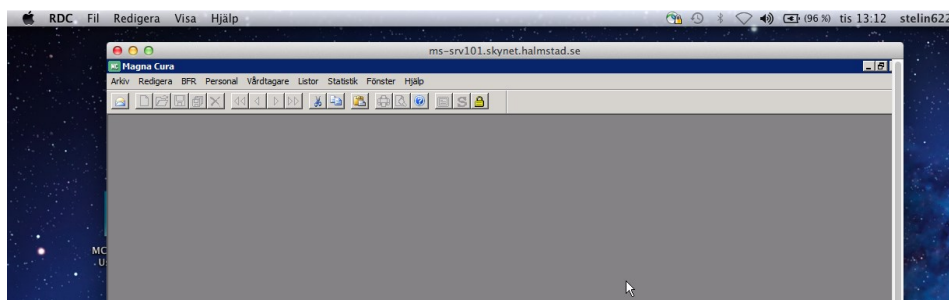 RDC Fil Redigera Visa Hjälp (96 %) tis 13:12 stelin622
ms-srv101.skynet.halmstad.se
Magna Cura
Arkiv Redigera BFR Personal Vårdtagare Listor Statistik Fönster Hjälp
S
MC
U